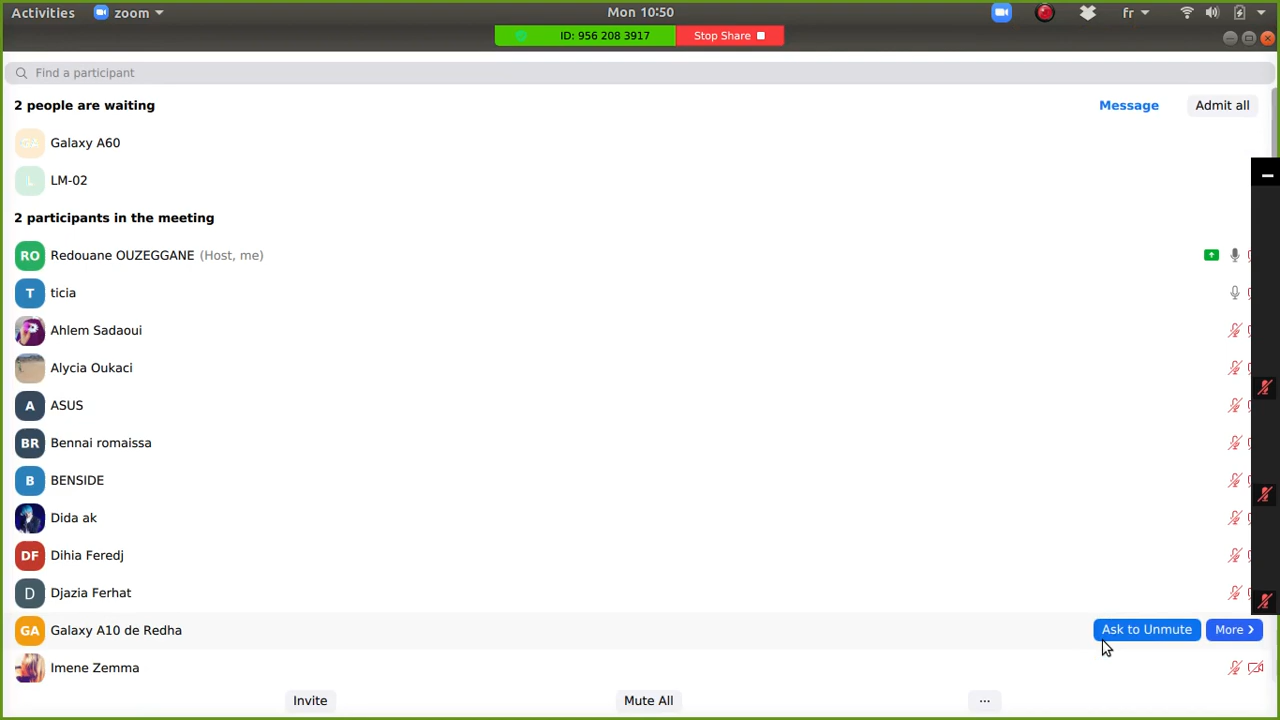 Activities zoom Mon 10:50 fr
ID: 956 208 3917 Stop Share
Find a participant
2 people are waiting Message Admit all
GA Galaxy A60
L LM-02
2 participants in the meeting
RO Redouane OUZEGGANE (Host, me)
T ticia
Ahlem Sadaoui
Alycia Oukaci
A ASUS
BR Bennai romaissa
B BENSIDE
Dida ak
DF Dihia Feredj
D Djazia Ferhat
GA Galaxy A10 de Redha Ask to Unmute More
Imene Zemma
Invite Mute All ...